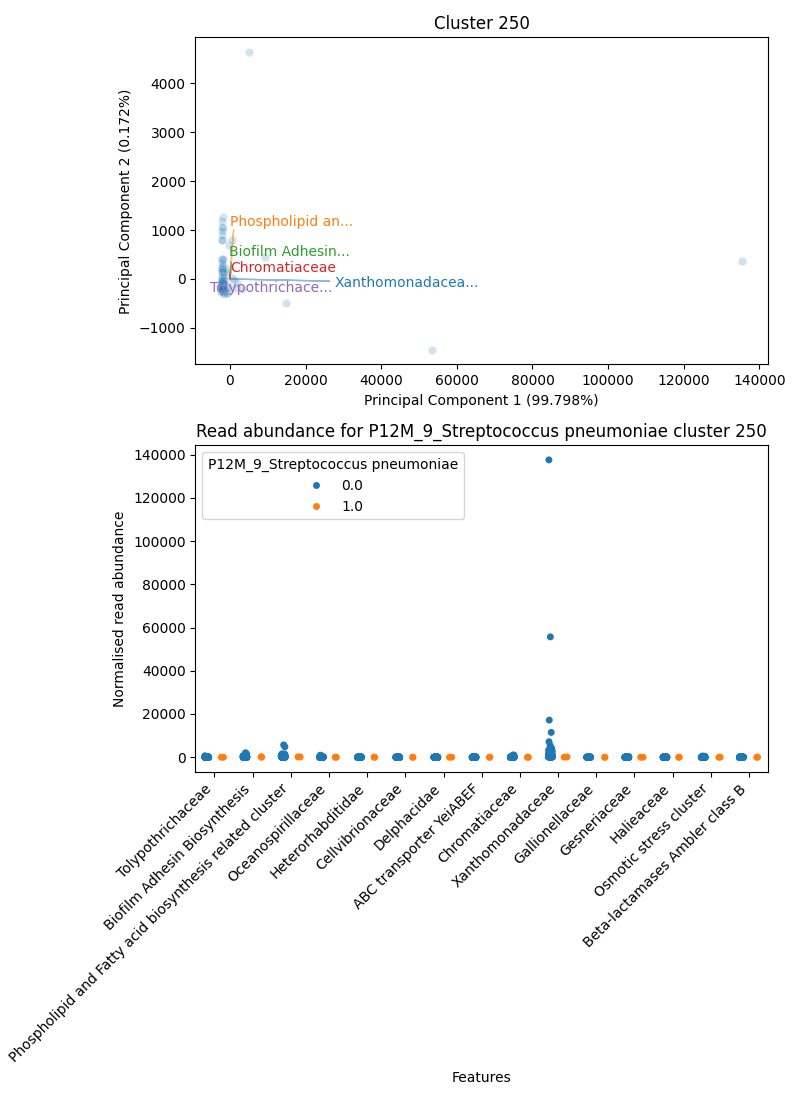 Cluster 250
Principal Component 2 (0.172%)
4000
3000
2000
1000
0
−1000
Phospholipid an...
Biofilm Adhesin...
Chromatiaceae
Xanthomonadacea...
Tolypothrichace...
0 20000 40000 60000 80000 100000 120000 140000
Principal Component 1 (99.798%)
Read abundance for P12M_9_Streptococcus pneumoniae cluster 250
Normalised read abundance
140000
120000
100000
80000
60000
40000
20000
0
P12M_9_Streptococcus pneumoniae
0.0
1.0
Tolypothrichaceae
Biofilm Adhesin Biosynthesis
Phospholipid and Fatty acid biosynthesis related cluster
Oceanospirillaceae
Heterorhabditidae
Cellvibrionaceae
Delphacidae
ABC transporter YeiABEF
Chromatiaceae
Xanthomonadaceae
Gallionellaceae
Gesneriaceae
Halieaceae
Osmotic stress cluster
Beta-lactamases Ambler class B
Features